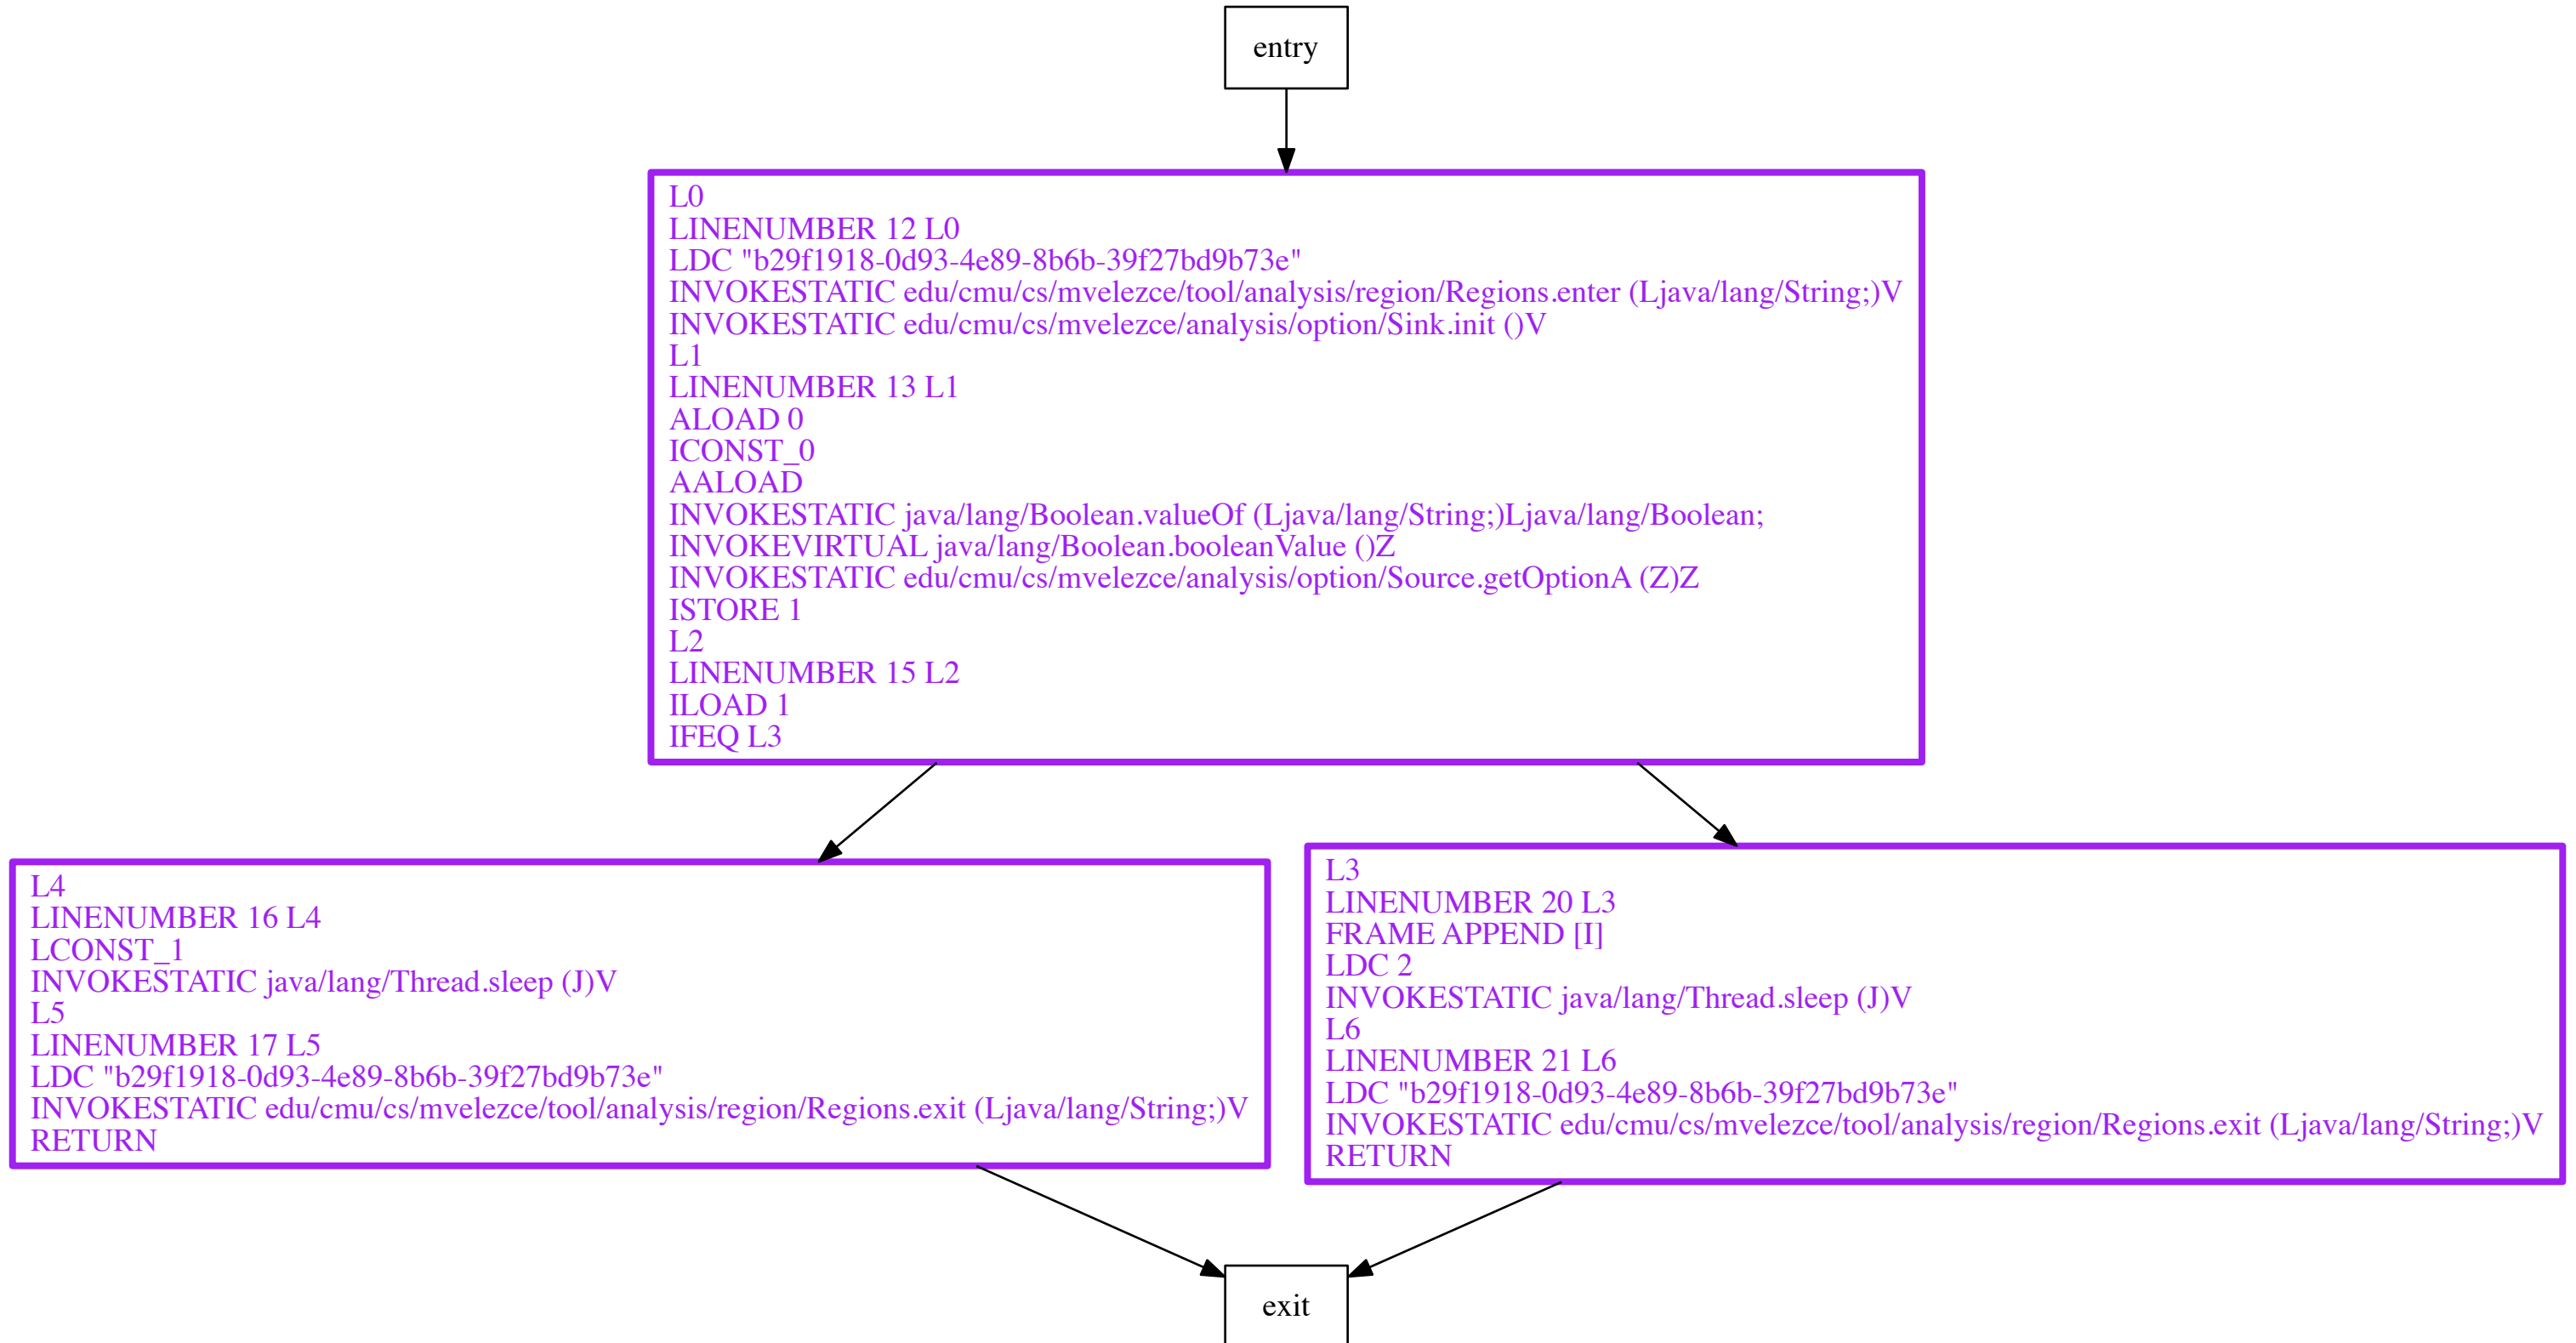 entry
L0
LINENUMBER 12 L0
LDC "b29f1918-0d93-4e89-8b6b-39f27bd9b73e"
INVOKESTATIC edu/cmu/cs/mvelezce/tool/analysis/region/Regions.enter (Ljava/lang/String;)V
INVOKESTATIC edu/cmu/cs/mvelezce/analysis/option/Sink.init ()V
L1
LINENUMBER 13 L1
ALOAD 0
ICONST_0
AALOAD
INVOKESTATIC java/lang/Boolean.valueOf (Ljava/lang/String;)Ljava/lang/Boolean;
INVOKEVIRTUAL java/lang/Boolean.booleanValue ()Z
INVOKESTATIC edu/cmu/cs/mvelezce/analysis/option/Source.getOptionA (Z)Z
ISTORE 1
L2
LINENUMBER 15 L2
ILOAD 1
IFEQ L3
L4
LINENUMBER 16 L4
LCONST_1
INVOKESTATIC java/lang/Thread.sleep (J)V
L5
LINENUMBER 17 L5
LDC "b29f1918-0d93-4e89-8b6b-39f27bd9b73e"
INVOKESTATIC edu/cmu/cs/mvelezce/tool/analysis/region/Regions.exit (Ljava/lang/String;)V
RETURN
L3
LINENUMBER 20 L3
FRAME APPEND [I]
LDC 2
INVOKESTATIC java/lang/Thread.sleep (J)V
L6
LINENUMBER 21 L6
LDC "b29f1918-0d93-4e89-8b6b-39f27bd9b73e"
INVOKESTATIC edu/cmu/cs/mvelezce/tool/analysis/region/Regions.exit (Ljava/lang/String;)V
RETURN
exit